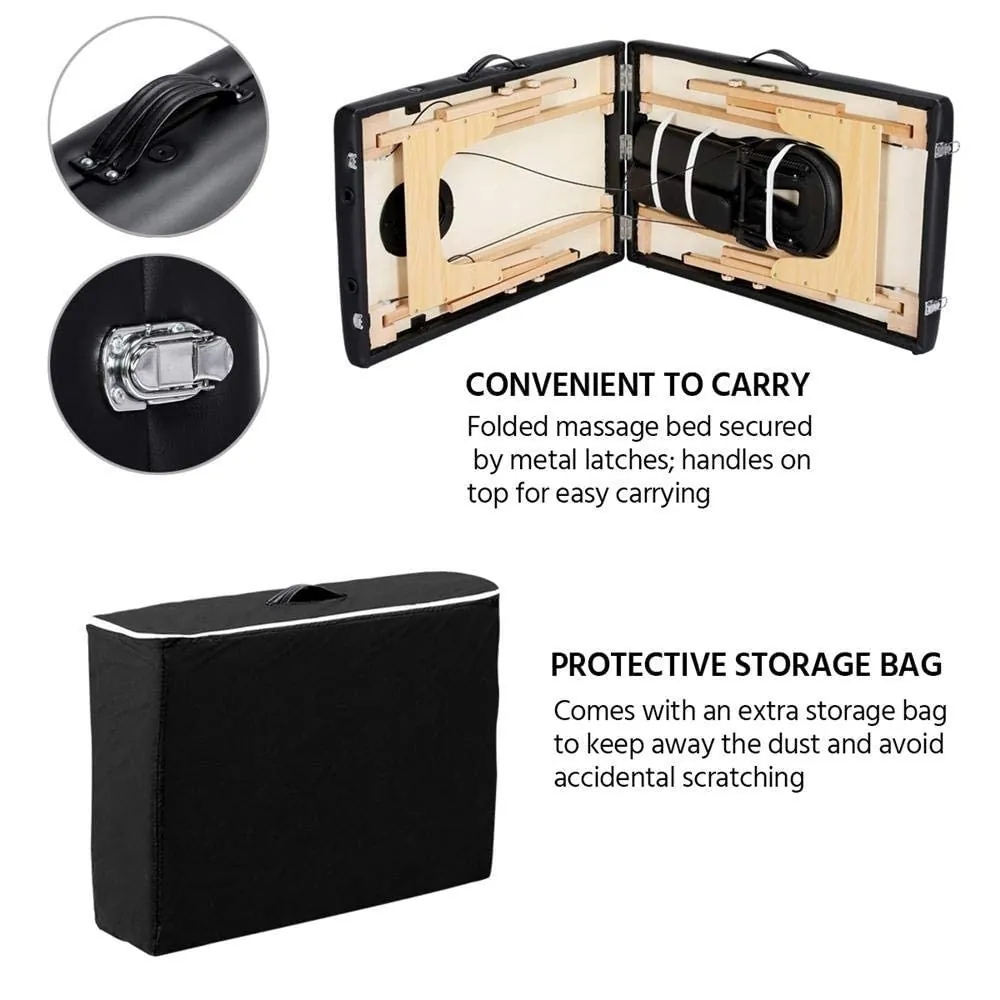 CONVENIENT TO CARRY
Folded massage bed secured
by metal latches; handles on
top for easy carrying
PROTECTIVE STORAGE BAG
Comes with an extra storage bag
to keep away the dust and avoid
accidental scratching